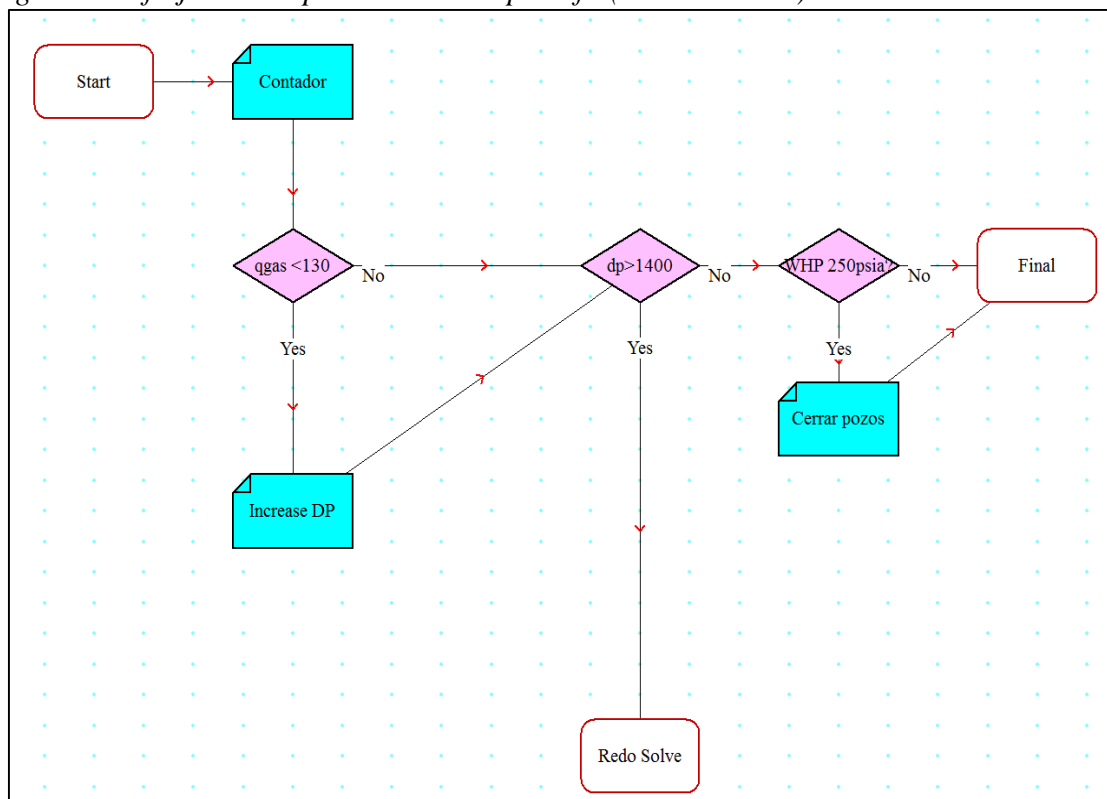 Start
Contador
qgas <130
No
dp>1400
No
WHP 250psia?
No
Final
Yes
Yes
Yes
Cerrar pozos
Increase DP
Redo Solve